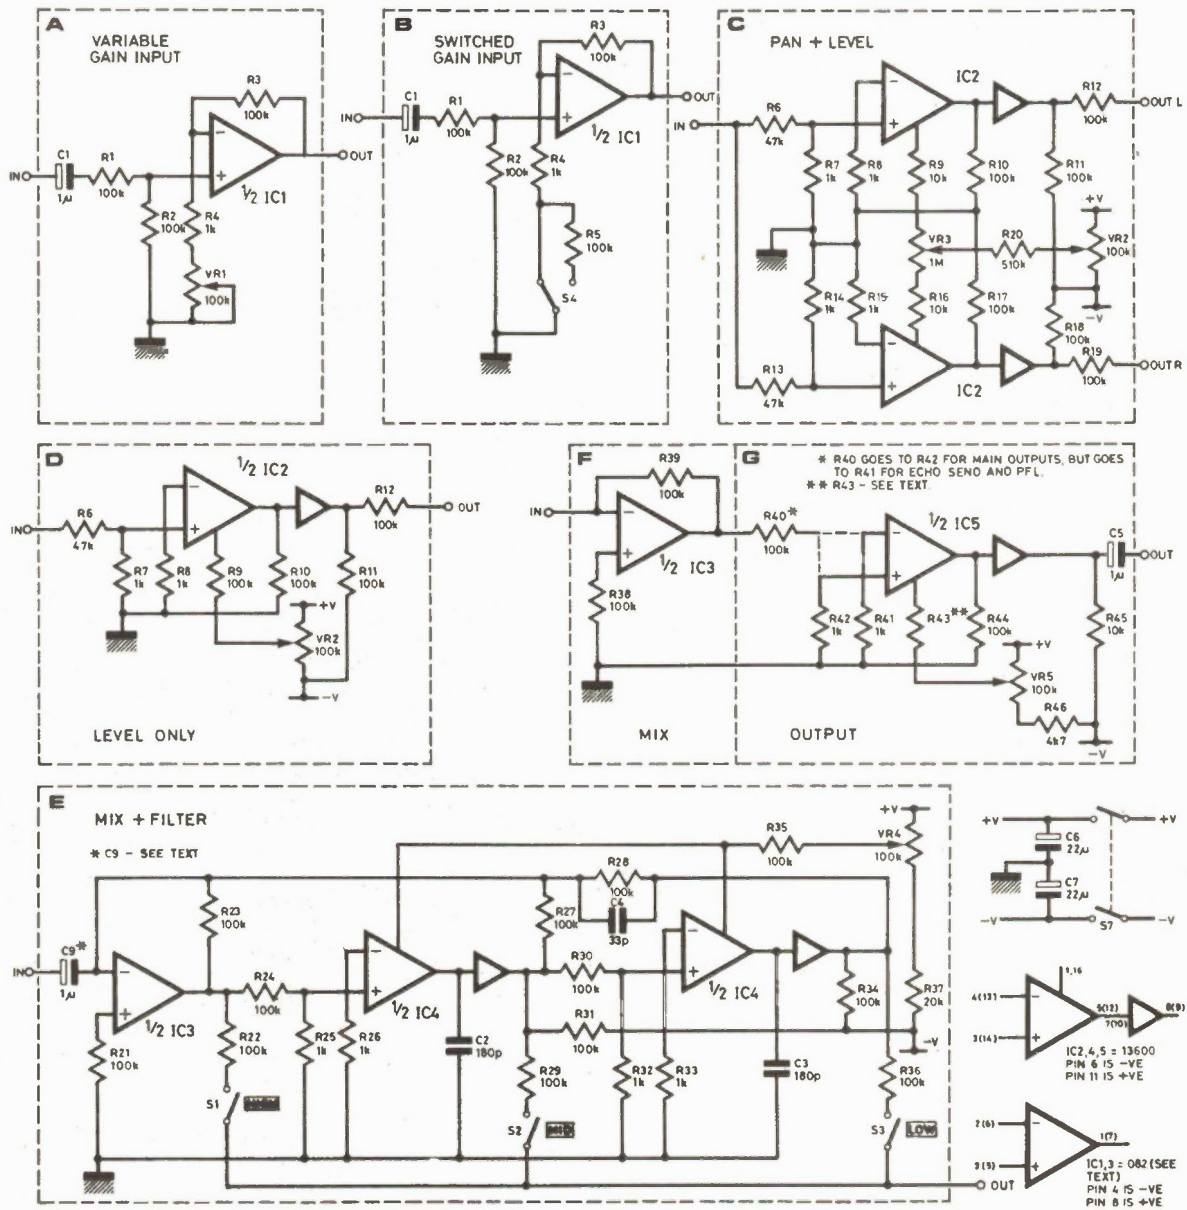 A
VARIABLE
GAIN INPUT
R3
100k
C1
R1
IN
1µ
100k
R2
100k
R4
1k
VR1
100k
1/2 IC1
OUT
B
SWITCHED
GAIN INPUT
R3
100k
C1
R1
IN
1µ
100k
R2
100k
R4
1k
R5
100k
S4
1/2 IC1
OUT
C
PAN + LEVEL
IC2
R12
100k
OUT L
IN
R6
47k
R7
1k
R8
1k
R9
10k
R10
100k
R11
100k
+V
VR3
1M
R20
510k
VR2
100k
-V
R14
1k
R15
1k
R16
10k
R17
100k
R18
100k
R13
47k
IC2
R19
100k
OUT R
D
1/2 IC2
R12
100k
OUT
IN
R6
47k
R7
1k
R8
1k
R9
100k
R10
100k
R11
100k
+V
VR2
100k
-V
LEVEL ONLY
F
R39
100k
IN
1/2 IC3
R38
100k
MIX
G
* R40 GOES TO R42 FOR MAIN OUTPUTS, BUT GOES
TO R41 FOR ECHO SEND AND PFL.
** R43 - SEE TEXT.
R40*
100k
1/2 IC5
C5
1µ
OUT
R42
1k
R41
1k
R43**
R44
100k
R45
10k
+V
VR5
100k
R46
4k7
-V
OUTPUT
E
MIX + FILTER
* C9 - SEE TEXT
+V
R35
100k
VR4
100k
R28
100k
C4
33p
R23
100k
R27
100k
IN
C9*
1µ
R24
100k
1/2 IC3
1/2 IC4
R30
100k
1/2 IC4
R34
100k
R37
20k
-V
R21
100k
R22
100k
R25
1k
R26
1k
C2
180p
R31
100k
R29
100k
R32
1k
R33
1k
C3
180p
R36
100k
S1
S2
MID
S3
LOW
OUT
+V
+V
C6
22µ
C7
22µ
-V
S7
-V
1,16
4(13)
3(14)
5(12)
7(10)
8(9)
IC2,4,5 = 13600
PIN 6 IS -VE
PIN 11 IS +VE
2(6)
3(5)
1(7)
IC1,3 = 082 (SEE
TEXT)
PIN 4 IS -VE
PIN 8 IS +VE